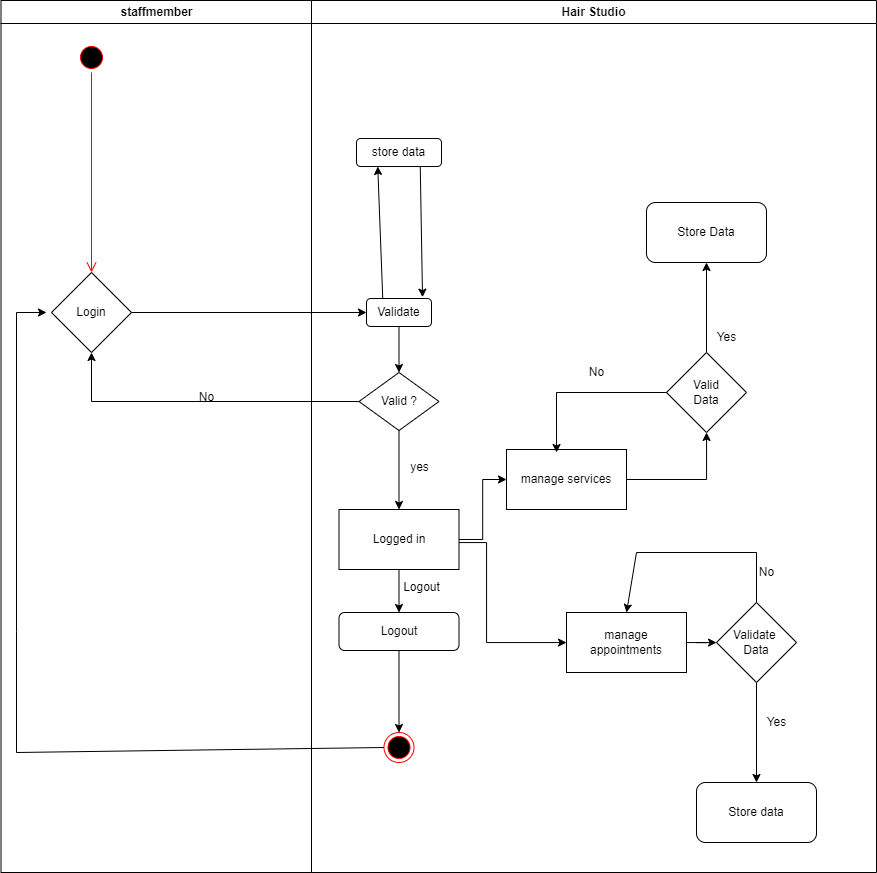 staffmember
Hair Studio
store data
Store Data
Login
Validate
Yes
No
Valid
Data
No
Valid ?
yes
manage services
Logged in
No
Logout
Logout
manage
appointments
Validate
Data
Yes
Store data